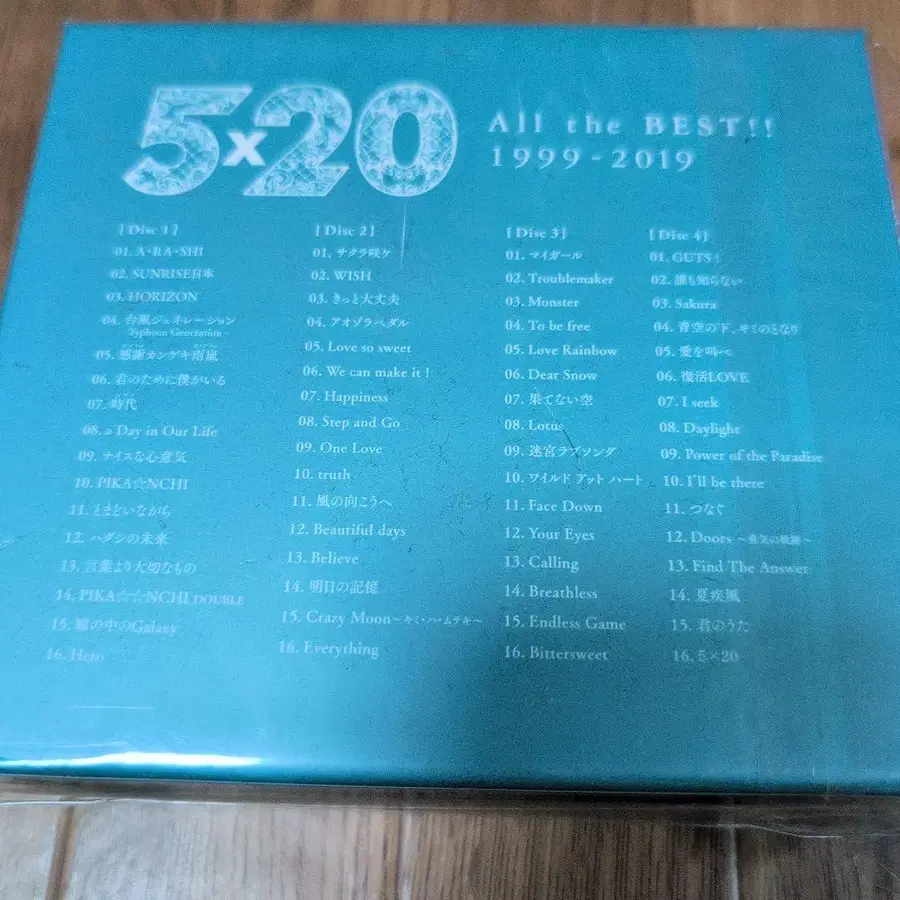 5×20
All the BEST!!
1999-2019
[Disc 1]
01. A・RA・SHI
02. SUNRISE日本
03. HORIZON
04. 台風ジェネレーション
Typhoon Generation -
05. 感謝カンゲキ雨嵐
06. 君のために僕がいる
07. 時代
08. a Day in Our Life
09. ナイスな心意気
10. PIKA☆NCHI
11. とまどいながら
12. ハダシの未来
13. 言葉より大切なもの
14. PIKA☆☆NCHI DOUBLE
15. 瞳の中のGalaxy
16. Hero
[Disc 2]
01. サクラ咲ケ
02. WISH
03. きっと大丈夫
04. アオゾラペダル
05. Love so sweet
06. We can make it !
07. Happiness
08. Step and Go
09. One Love
10. truth
11. 風の向こうへ
12. Beautiful days
13. Believe
14. 明日の記憶
15. Crazy Moon～キミ・ハ・ムテキ～
16. Everything
[Disc 3]
01. マイガール
02. Troublemaker
03. Monster
04. To be free
05. Løve Rainbow
06. Dear Snow
07. 果てない空
08. Lotus
09. 迷宮ラブソング
10. ワイルド アット ハート
11. Face Down
12. Your Eyes
13. Calling
14. Breathless
15. Endless Game
16. Bittersweet
[Disc 4]
01. GUTS !
02. 誰も知らない
03. Sakura
04. 青空の下、キミのとなり
05. 愛を叫べ
06. 復活LOVE
07. I seek
08. Daylight
09. Power of the Paradise
10. I'll be there
11. つなぐ
12. Doors ～勇気の軌跡～
13. Find The Answer
14. 夏疾風
15. 君のうた
16. 5×20